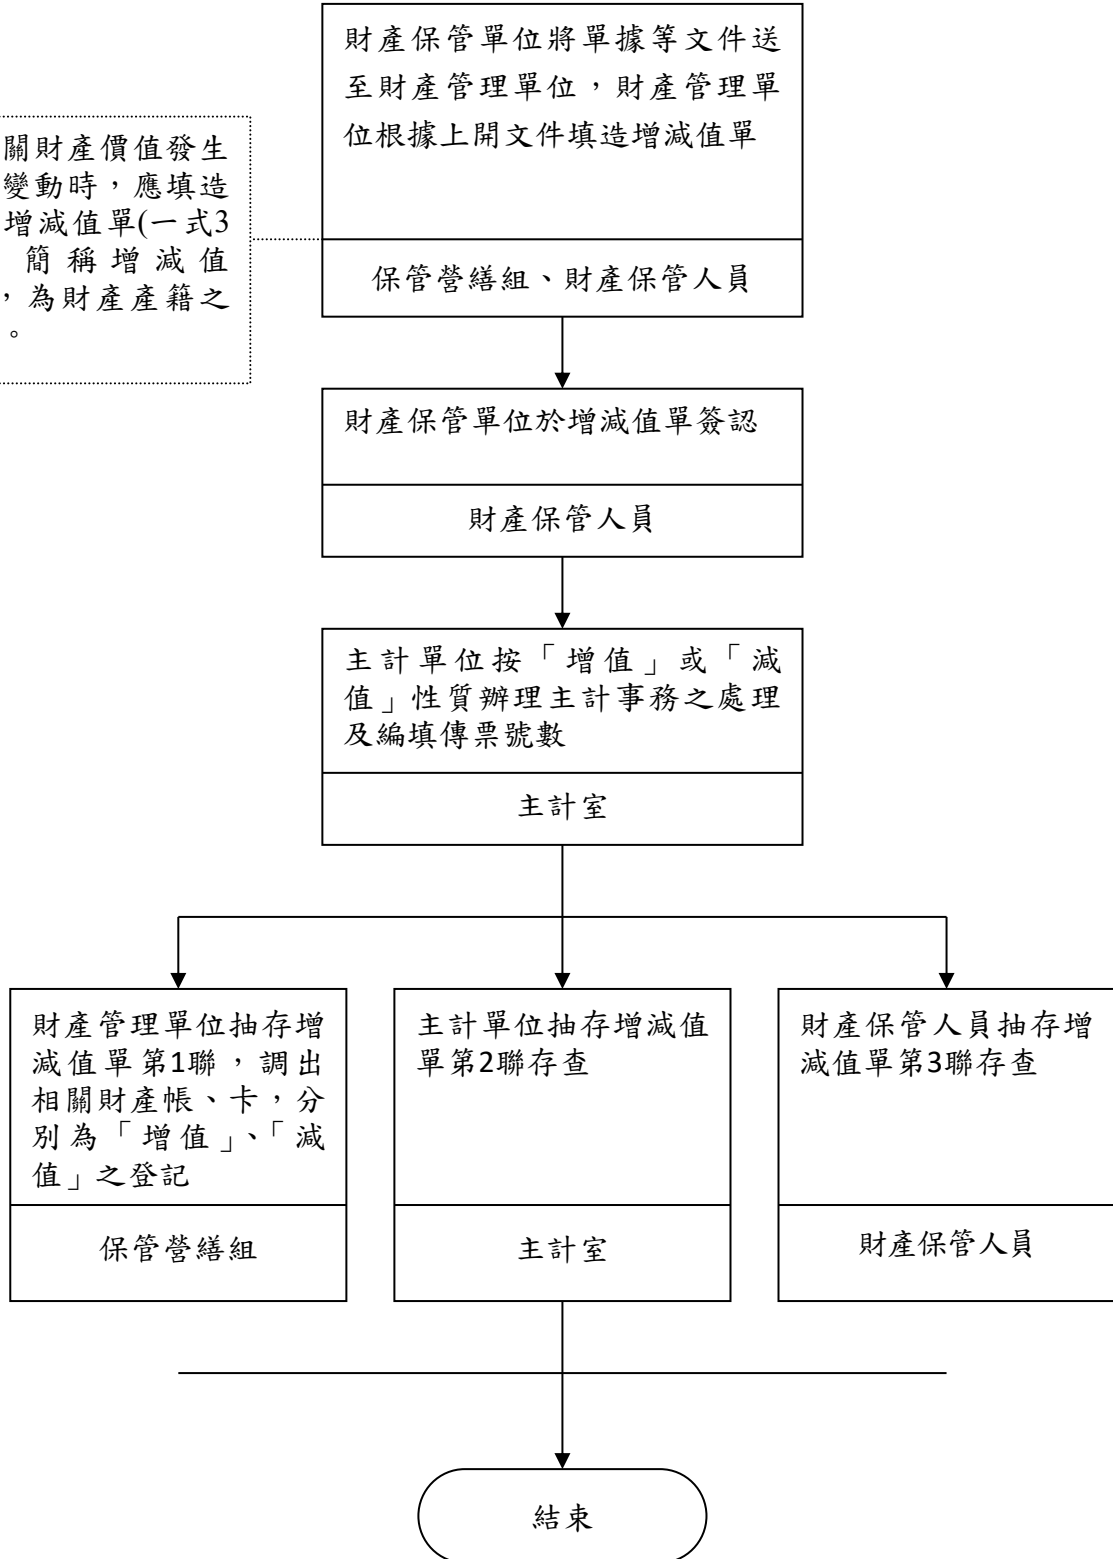 財產保管單位將單據等文件送
至財產管理單位，財產管理單
位根據上開文件填造增減值單
保管營繕組、財產保管人員
關財產價值發生
變動時，應填造
增減值單(一式3
簡稱增減值
，為財產產籍之
。
財產保管單位於增減值單簽認
財產保管人員
主計單位按「增值」或「減
值」性質辦理主計事務之處理
及編填傳票號數
主計室
財產管理單位抽存增
減值單第1聯，調出
相關財產帳、卡，分
別為「增值」、「減
值」之登記
保管營繕組
主計單位抽存增減值
單第2聯存查
主計室
財產保管人員抽存增
減值單第3聯存查
財產保管人員
結束